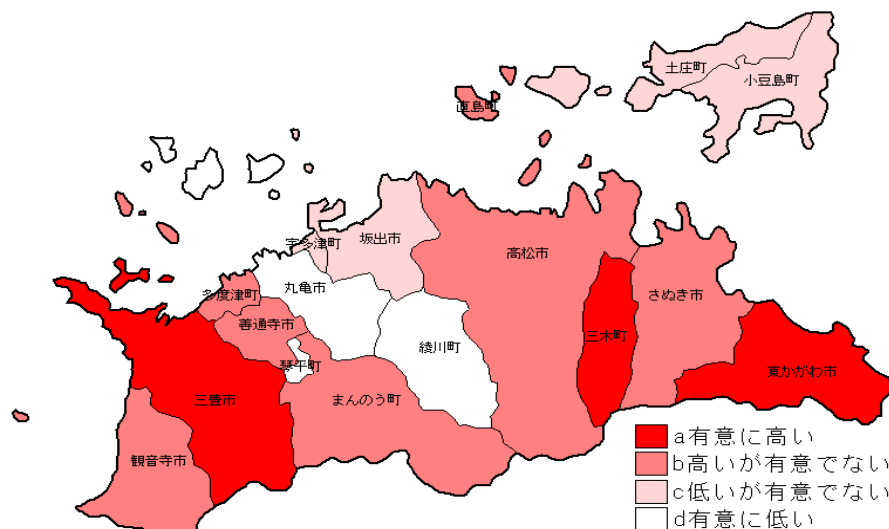 土庄町
小豆島町
直島町
宇多津町
坂出市
高松市
丸亀市
多度津町
さぬき市
善通寺市
三木町
綾川町
琴平町
東かがわ市
三豊市
まんのう町
観音寺市
a有意に高い
b高いが有意でない
c低いが有意でない
d有意に低い